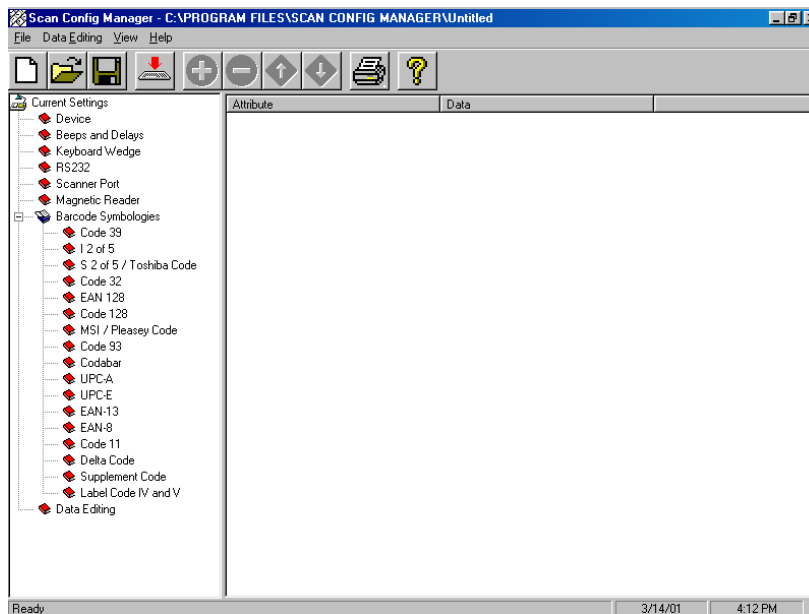 Scan Config Manager - C:\PROGRAM FILES\SCAN CONFIG MANAGER\Untitled
File Data Editing View Help
Current Settings
Attribute Data
Device
Beeps and Delays
Keyboard Wedge
RS232
Scanner Port
Magnetic Reader
Barcode Symbologies
Code 39
I 2 of 5
S 2 of 5 / Toshiba Code
Code 32
EAN 128
Code 128
MSI / Pleasey Code
Code 93
Codabar
UPC-A
UPC-E
EAN-13
EAN-8
Code 11
Delta Code
Supplement Code
Label Code IV and V
Data Editing
Ready 3/14/01 4:12 PM